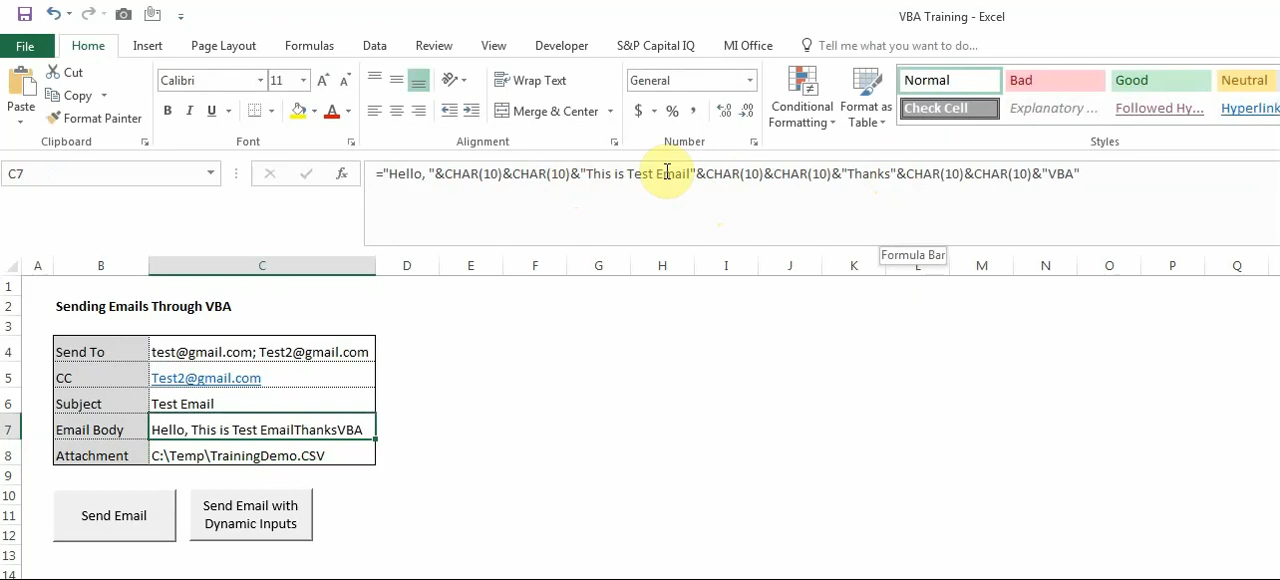 VBA Training - Excel
File Home Insert Page Layout Formulas Data Review View Developer S&P Capital IQ MI Office Tell me what you want to do...
Paste Cut Copy Format Painter
Calibri 11 A A B I U A
Wrap Text Merge & Center
General $ % ,
Conditional Formatting Format as Table
Normal Bad Good Neutral
Check Cell Explanatory ... Followed Hy... Hyperlink
Clipboard Font Alignment Number Styles
C7 fx ="Hello, "&CHAR(10)&CHAR(10)&"This is Test Email"&CHAR(10)&CHAR(10)&"Thanks"&CHAR(10)&CHAR(10)&"VBA"
Formula Bar
A B C D E F G H I J K L M N O P Q
1
2 Sending Emails Through VBA
3
4 Send To test@gmail.com; Test2@gmail.com
5 CC Test2@gmail.com
6 Subject Test Email
7 Email Body Hello, This is Test EmailThanksVBA
8 Attachment C:\Temp\TrainingDemo.CSV
9
10
11
12
13
14
Send Email
Send Email with
Dynamic Inputs